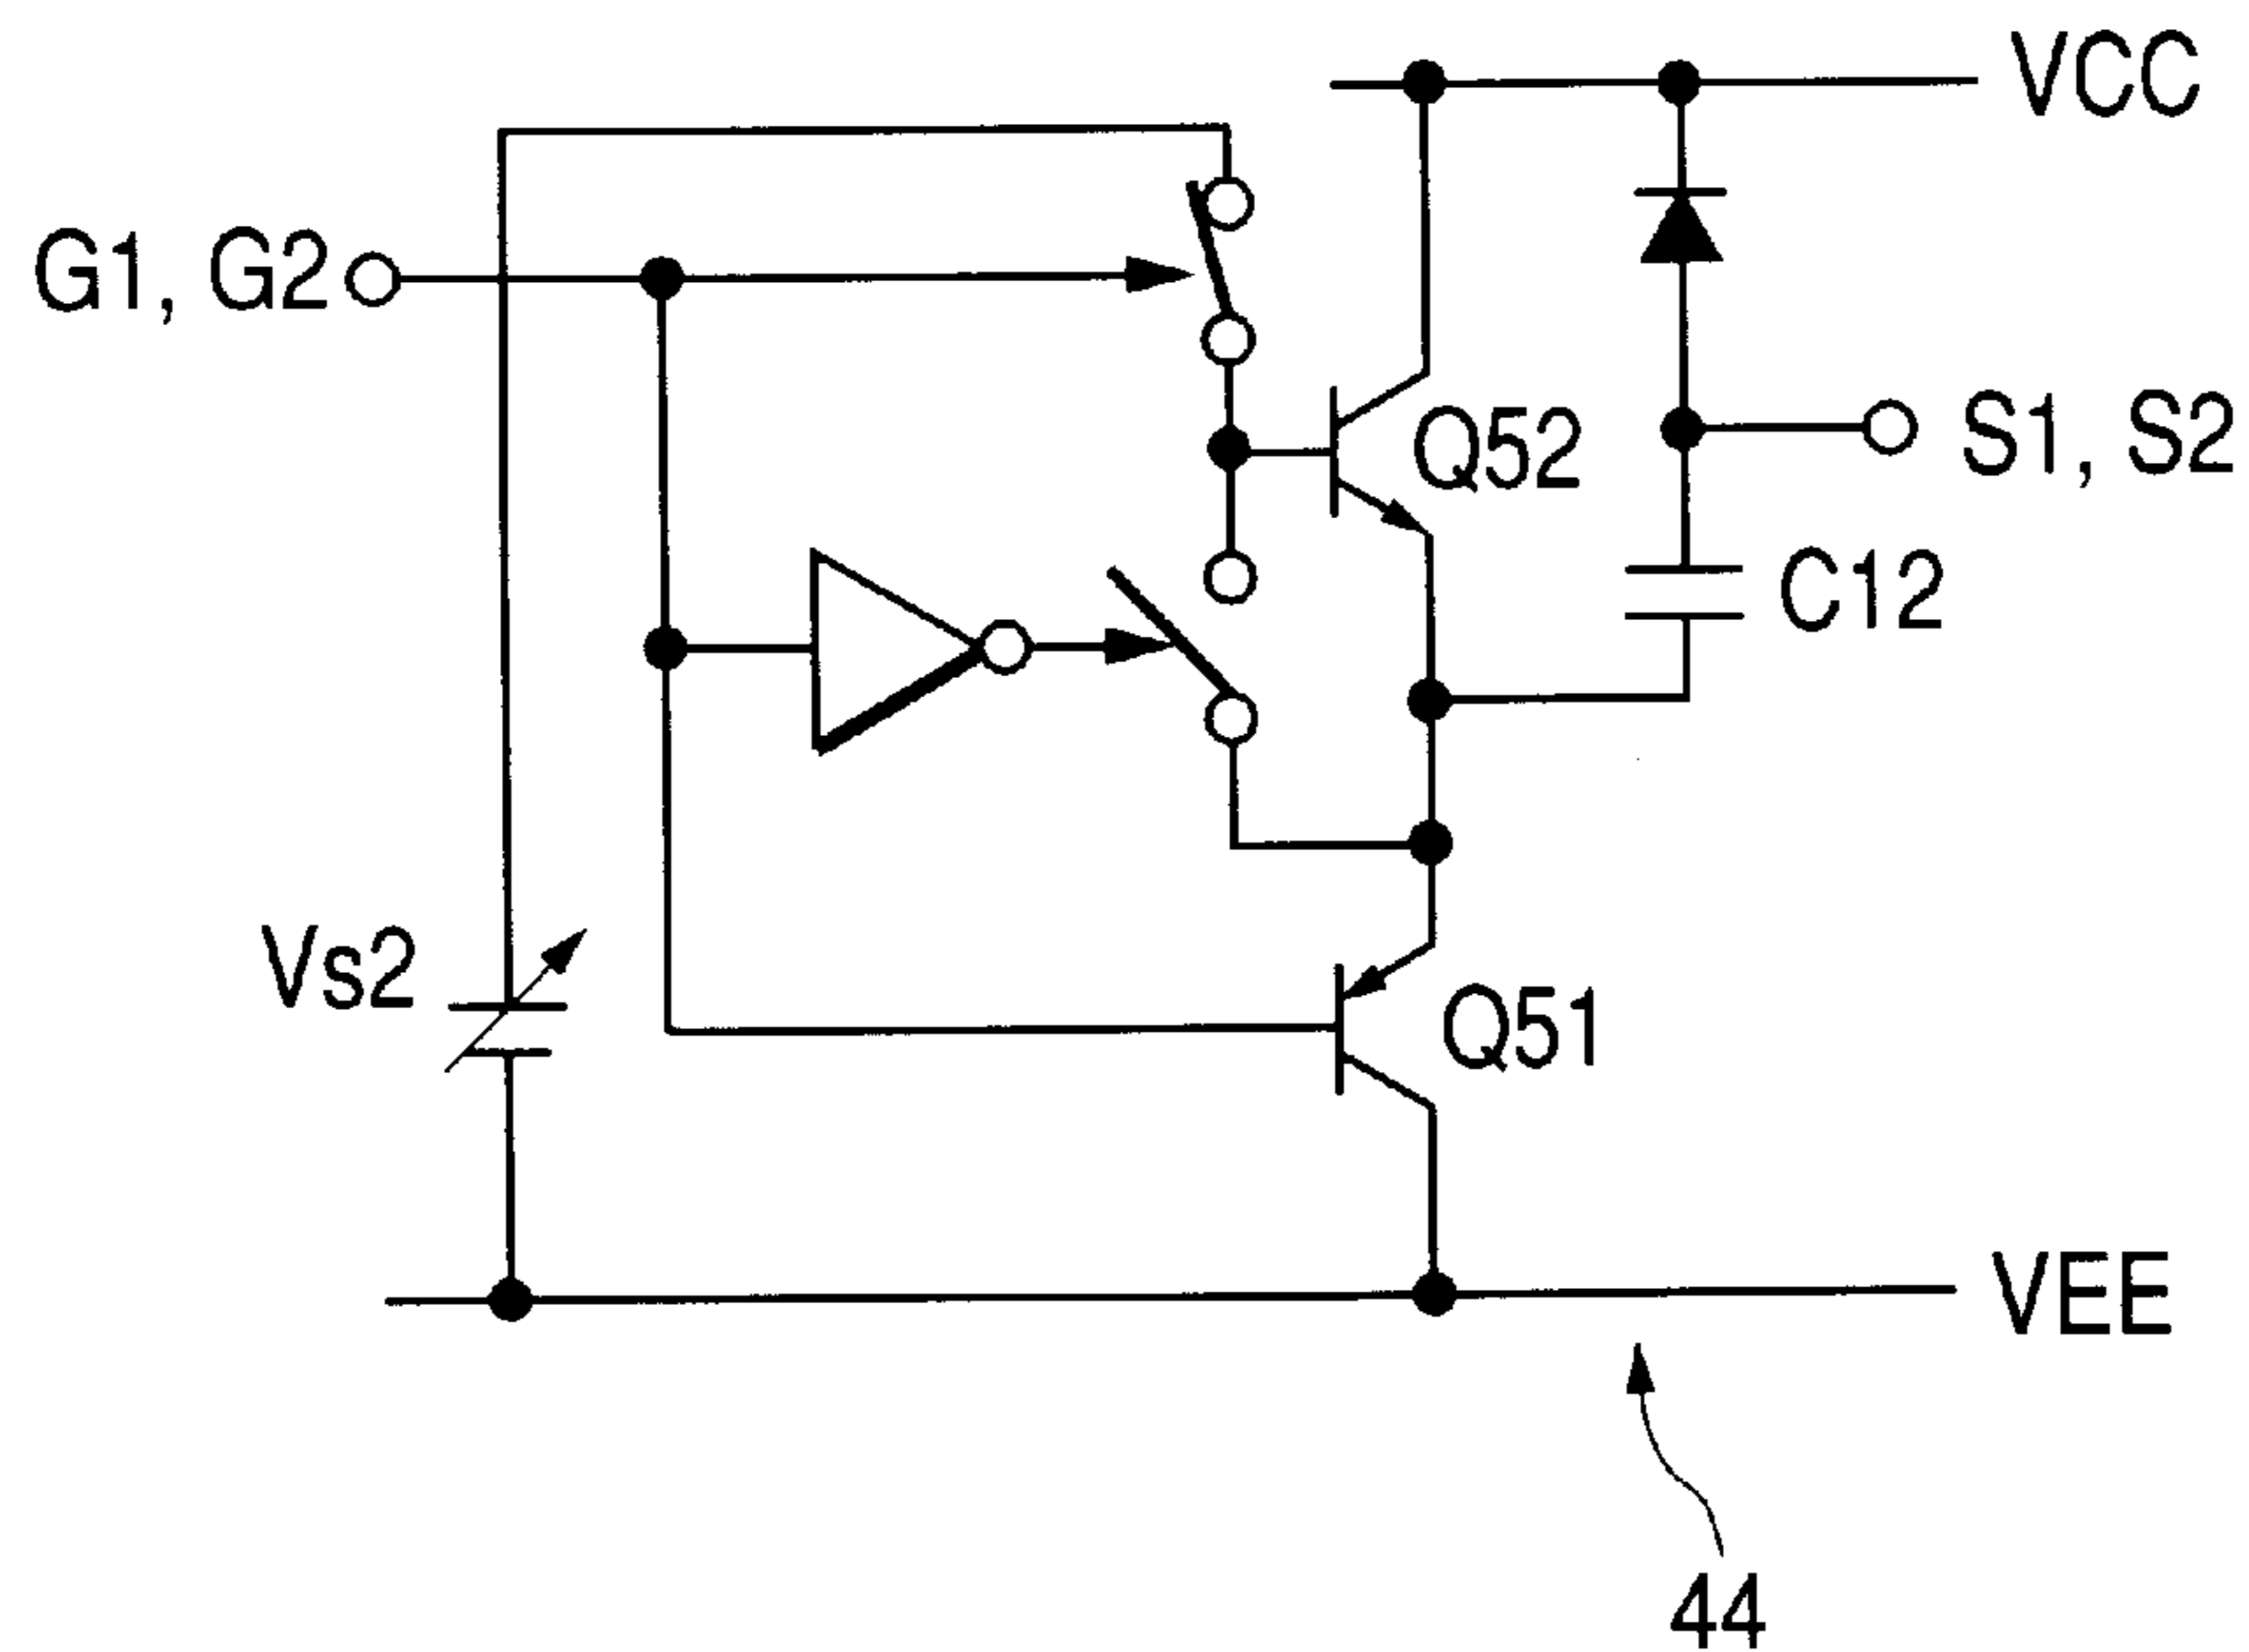 VCC
G1, G2
Q52
S1, S2
C12
Vs2
Q51
VEE
44